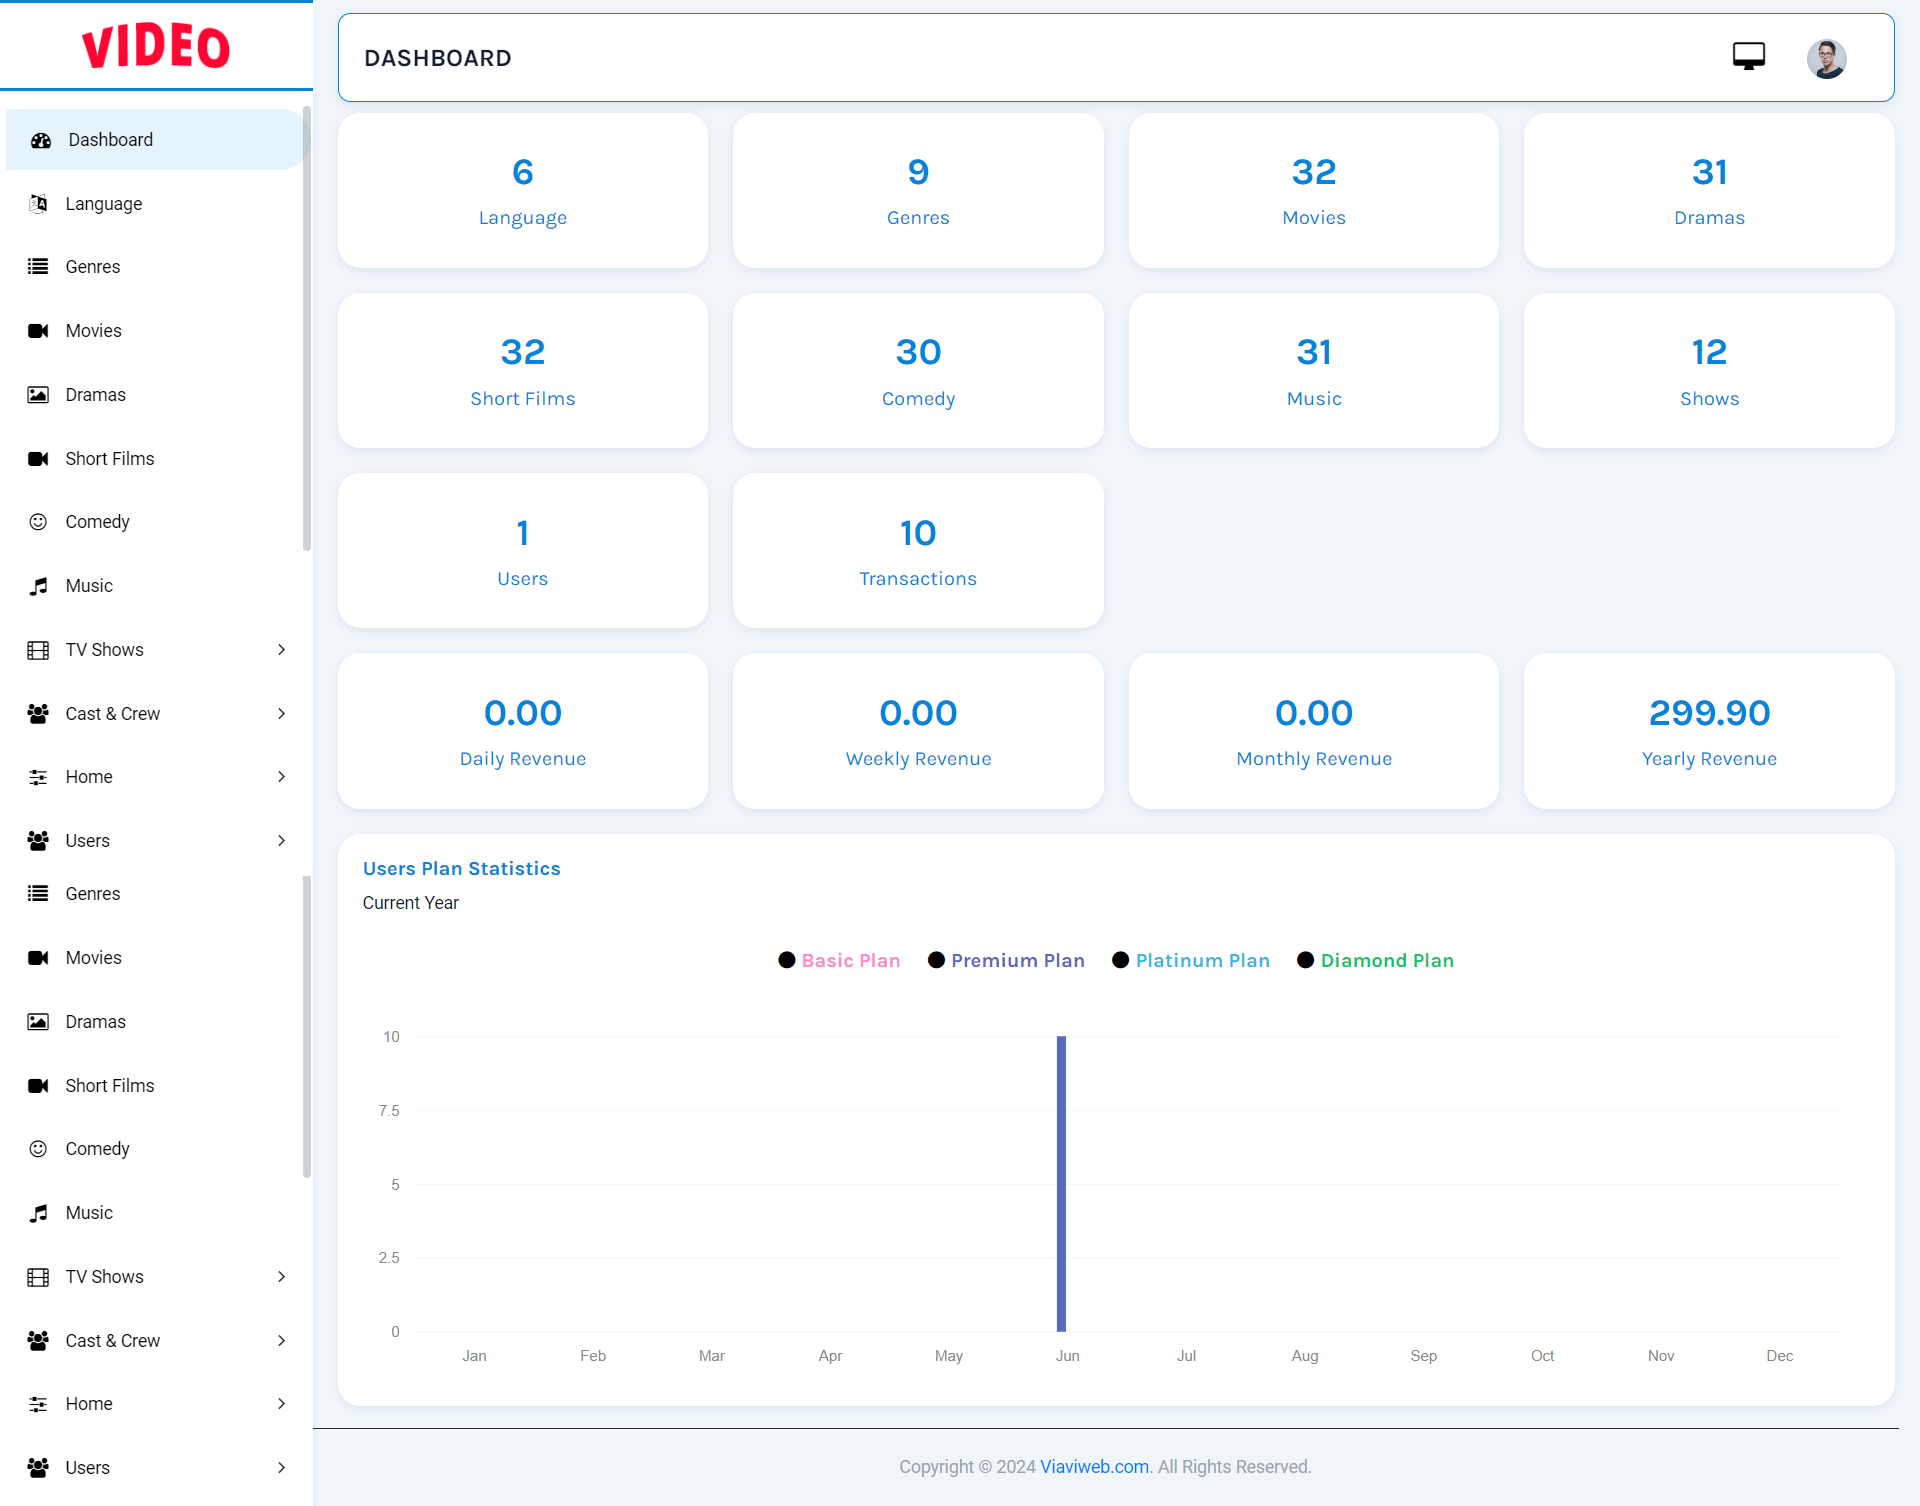 VIDEO
Dashboard
Language
Genres
Movies
Dramas
Short Films
Comedy
Music
TV Shows
Cast & Crew
Home
Users
Genres
Movies
Dramas
Short Films
Comedy
Music
TV Shows
Cast & Crew
Home
Users
DASHBOARD
6
Language
9
Genres
32
Movies
31
Dramas
32
Short Films
30
Comedy
31
Music
12
Shows
1
Users
10
Transactions
0.00
Daily Revenue
0.00
Weekly Revenue
0.00
Monthly Revenue
299.90
Yearly Revenue
Users Plan Statistics
Current Year
Basic Plan Premium Plan Platinum Plan Diamond Plan
10
7.5
5
2.5
0
Jan Feb Mar Apr May Jun Jul Aug Sep Oct Nov Dec
Copyright © 2024 Viaviweb.com. All Rights Reserved.